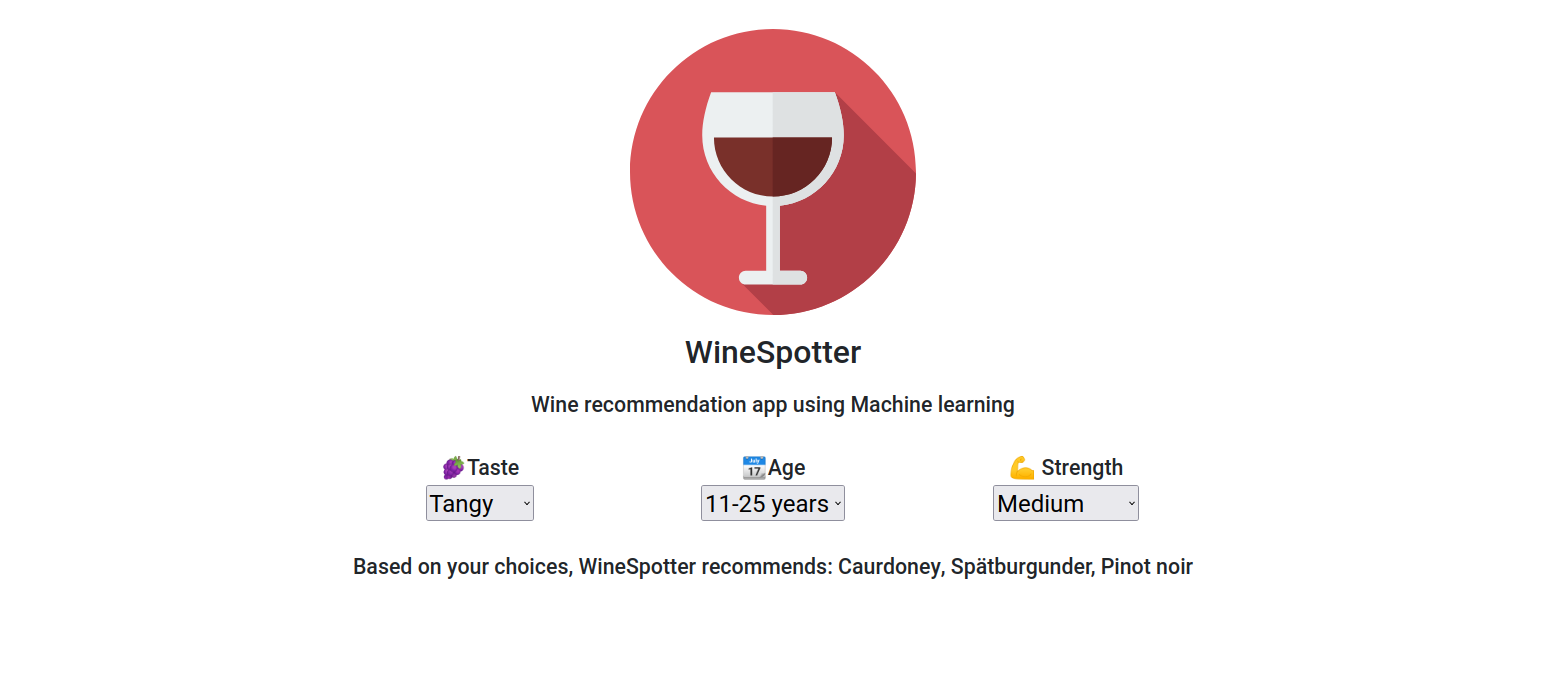 WineSpotter
Wine recommendation app using Machine learning
🍇Taste 📅Age 💪 Strength
Tangy 11-25 years Medium
Based on your choices, WineSpotter recommends: Caurdoney, Spätburgunder, Pinot noir